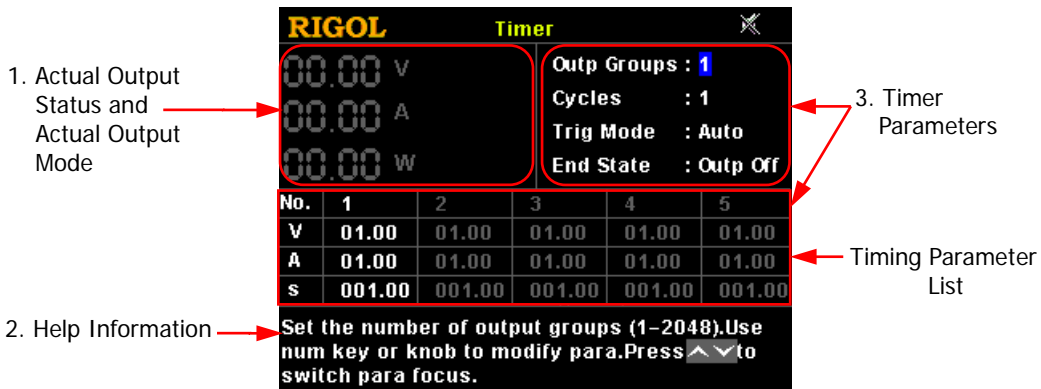 RIGOL Timer
1. Actual Output
Status and
Actual Output
Mode
00.00 V
00.00 A
00.00 W
Outp Groups : 1
Cycles : 1
Trig Mode : Auto
End State : Outp Off
3. Timer
Parameters
No. 1 2 3 4 5
V 01.00 01.00 01.00 01.00 01.00
A 01.00 01.00 01.00 01.00 01.00
s 001.00 001.00 001.00 001.00 001.00
Timing Parameter
List
2. Help Information
Set the number of output groups (1-2048).Use
num key or knob to modify para.Press to
switch para focus.